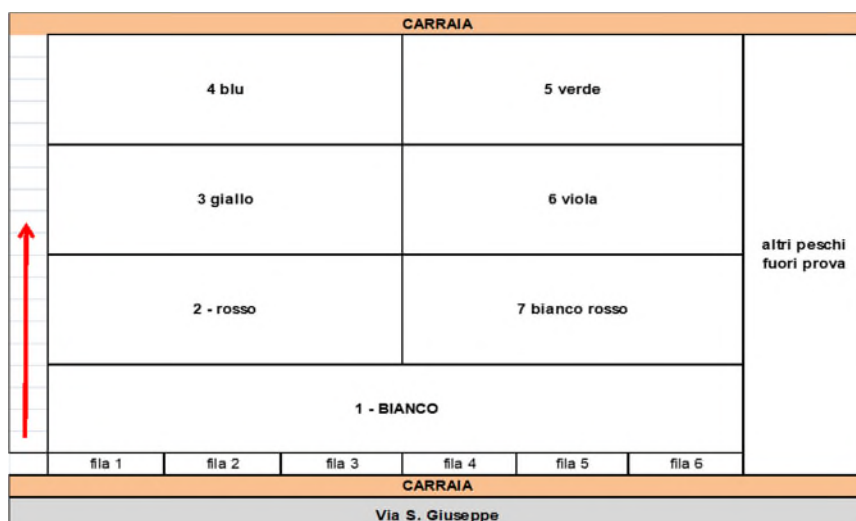 CARRAIA
4 blu
5 verde
3 giallo
6 viola
altri peschi
fuori prova
2 - rosso
7 bianco rosso
1 - BIANCO
fila 1
fila 2
fila 3
fila 4
fila 5
fila 6
CARRAIA
Via S. Giuseppe